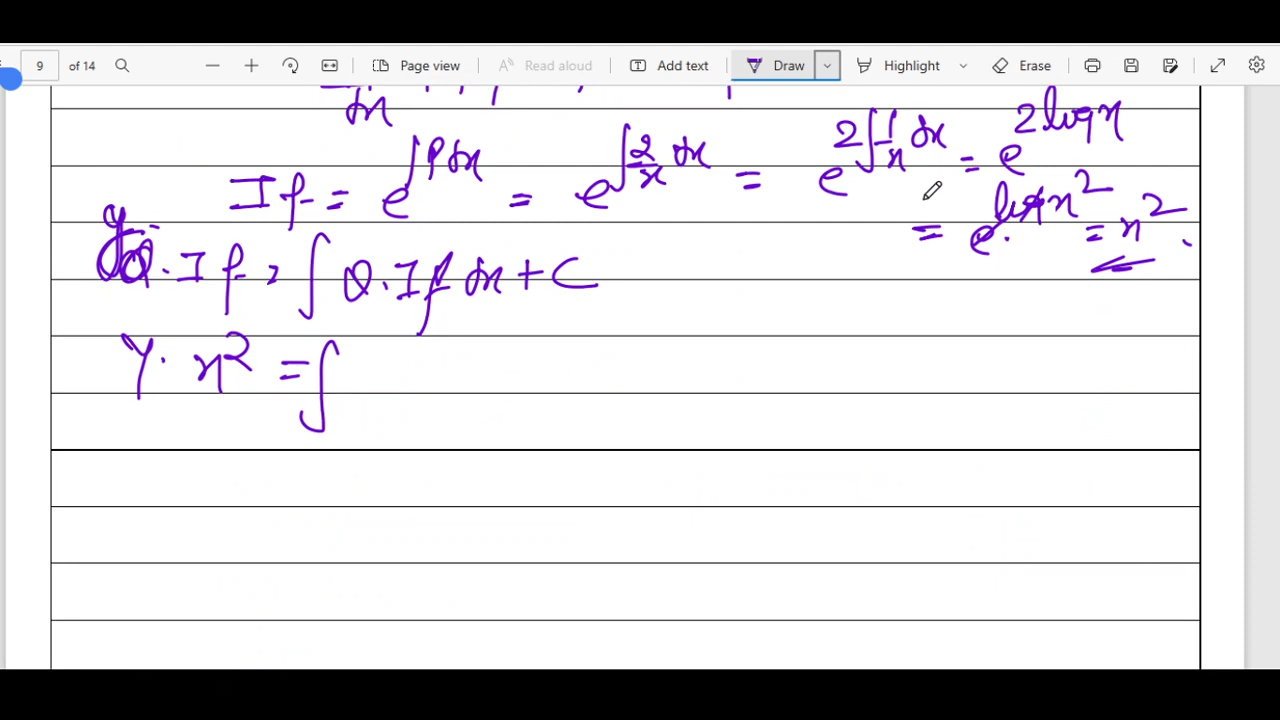 9 of 14 Page view Read aloud Add text Draw Highlight Erase
dx
If = e^∫Pdx = e^∫2/x dx = e^2∫1/x dx = e^2logx
= e^logx² = x².
y. If = ∫Q.If dx + C
Y. x² = ∫